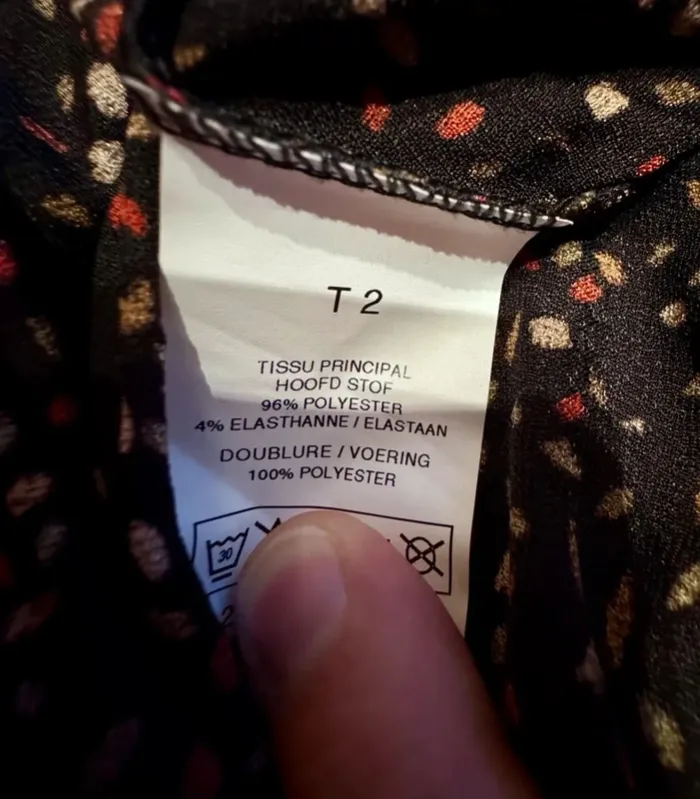 T 2
TISSU PRINCIPAL
HOOFD STOF
96% POLYESTER
4% ELASTHANNE / ELASTAAN
DOUBLURE / VOERING
100% POLYESTER
30